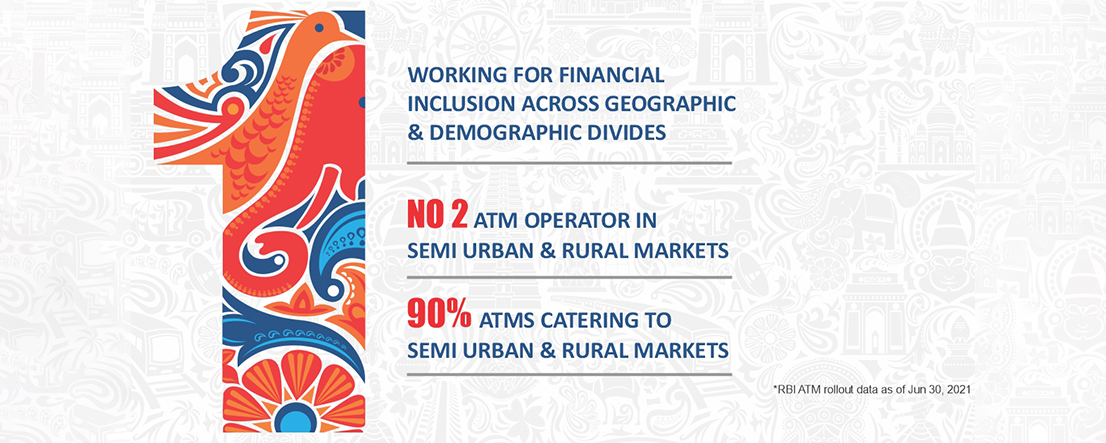 WORKING FOR FINANCIAL
INCLUSION ACROSS GEOGRAPHIC
& DEMOGRAPHIC DIVIDES
NO 2 ATM OPERATOR IN
SEMI URBAN & RURAL MARKETS
90% ATMS CATERING TO
SEMI URBAN & RURAL MARKETS
*RBI ATM rollout data as of Jun 30, 2021